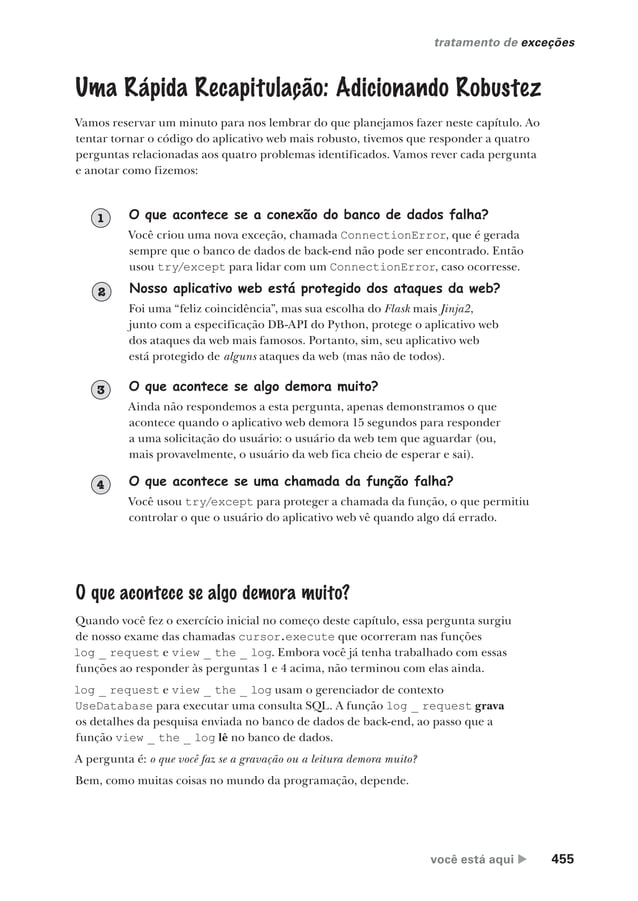 tratamento de exceções
Uma Rápida Recapitulação: Adicionando Robustez
Vamos reservar um minuto para nos lembrar do que planejamos fazer neste capítulo. Ao
tentar tornar o código do aplicativo web mais robusto, tivemos que responder a quatro
perguntas relacionadas aos quatro problemas identificados. Vamos rever cada pergunta
e anotar como fizemos:
1 O que acontece se a conexão do banco de dados falha?
Você criou uma nova exceção, chamada ConnectionError, que é gerada
sempre que o banco de dados de back-end não pode ser encontrado. Então
usou try/except para lidar com um ConnectionError, caso ocorresse.
2 Nosso aplicativo web está protegido dos ataques da web?
Foi uma “feliz coincidência”, mas sua escolha do Flask mais Jinja2,
junto com a especificação DB-API do Python, protege o aplicativo web
dos ataques da web mais famosos. Portanto, sim, seu aplicativo web
está protegido de alguns ataques da web (mas não de todos).
3 O que acontece se algo demora muito?
Ainda não respondemos a esta pergunta, apenas demonstramos o que
acontece quando o aplicativo web demora 15 segundos para responder
a uma solicitação do usuário: o usuário da web tem que aguardar (ou,
mais provavelmente, o usuário da web fica cheio de esperar e sai).
4 O que acontece se uma chamada da função falha?
Você usou try/except para proteger a chamada da função, o que permitiu
controlar o que o usuário do aplicativo web vê quando algo dá errado.
O que acontece se algo demora muito?
Quando você fez o exercício inicial no começo deste capítulo, essa pergunta surgiu
de nosso exame das chamadas cursor.execute que ocorreram nas funções
log _ request e view _ the _ log. Embora você já tenha trabalhado com essas
funções ao responder às perguntas 1 e 4 acima, não terminou com elas ainda.
log _ request e view _ the _ log usam o gerenciador de contexto
UseDatabase para executar uma consulta SQL. A função log _ request grava
os detalhes da pesquisa enviada no banco de dados de back-end, ao passo que a
função view _ the _ log lê no banco de dados.
A pergunta é: o que você faz se a gravação ou a leitura demora muito?
Bem, como muitas coisas no mundo da programação, depende.
você está aqui ▶ 455